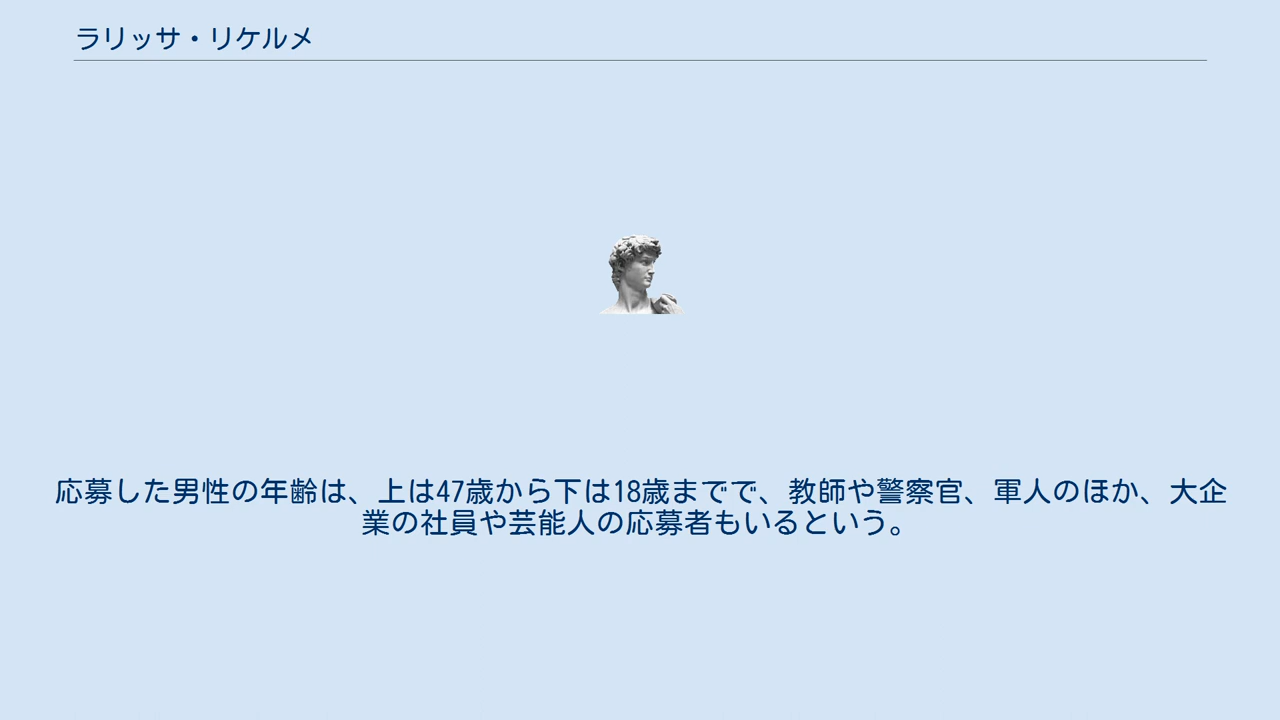 ラリッサ・リケルメ
応募した男性の年齢は、上は47歳から下は18歳までで、教師や警察官、軍人のほか、大企
業の社員や芸能人の応募者もいるという。